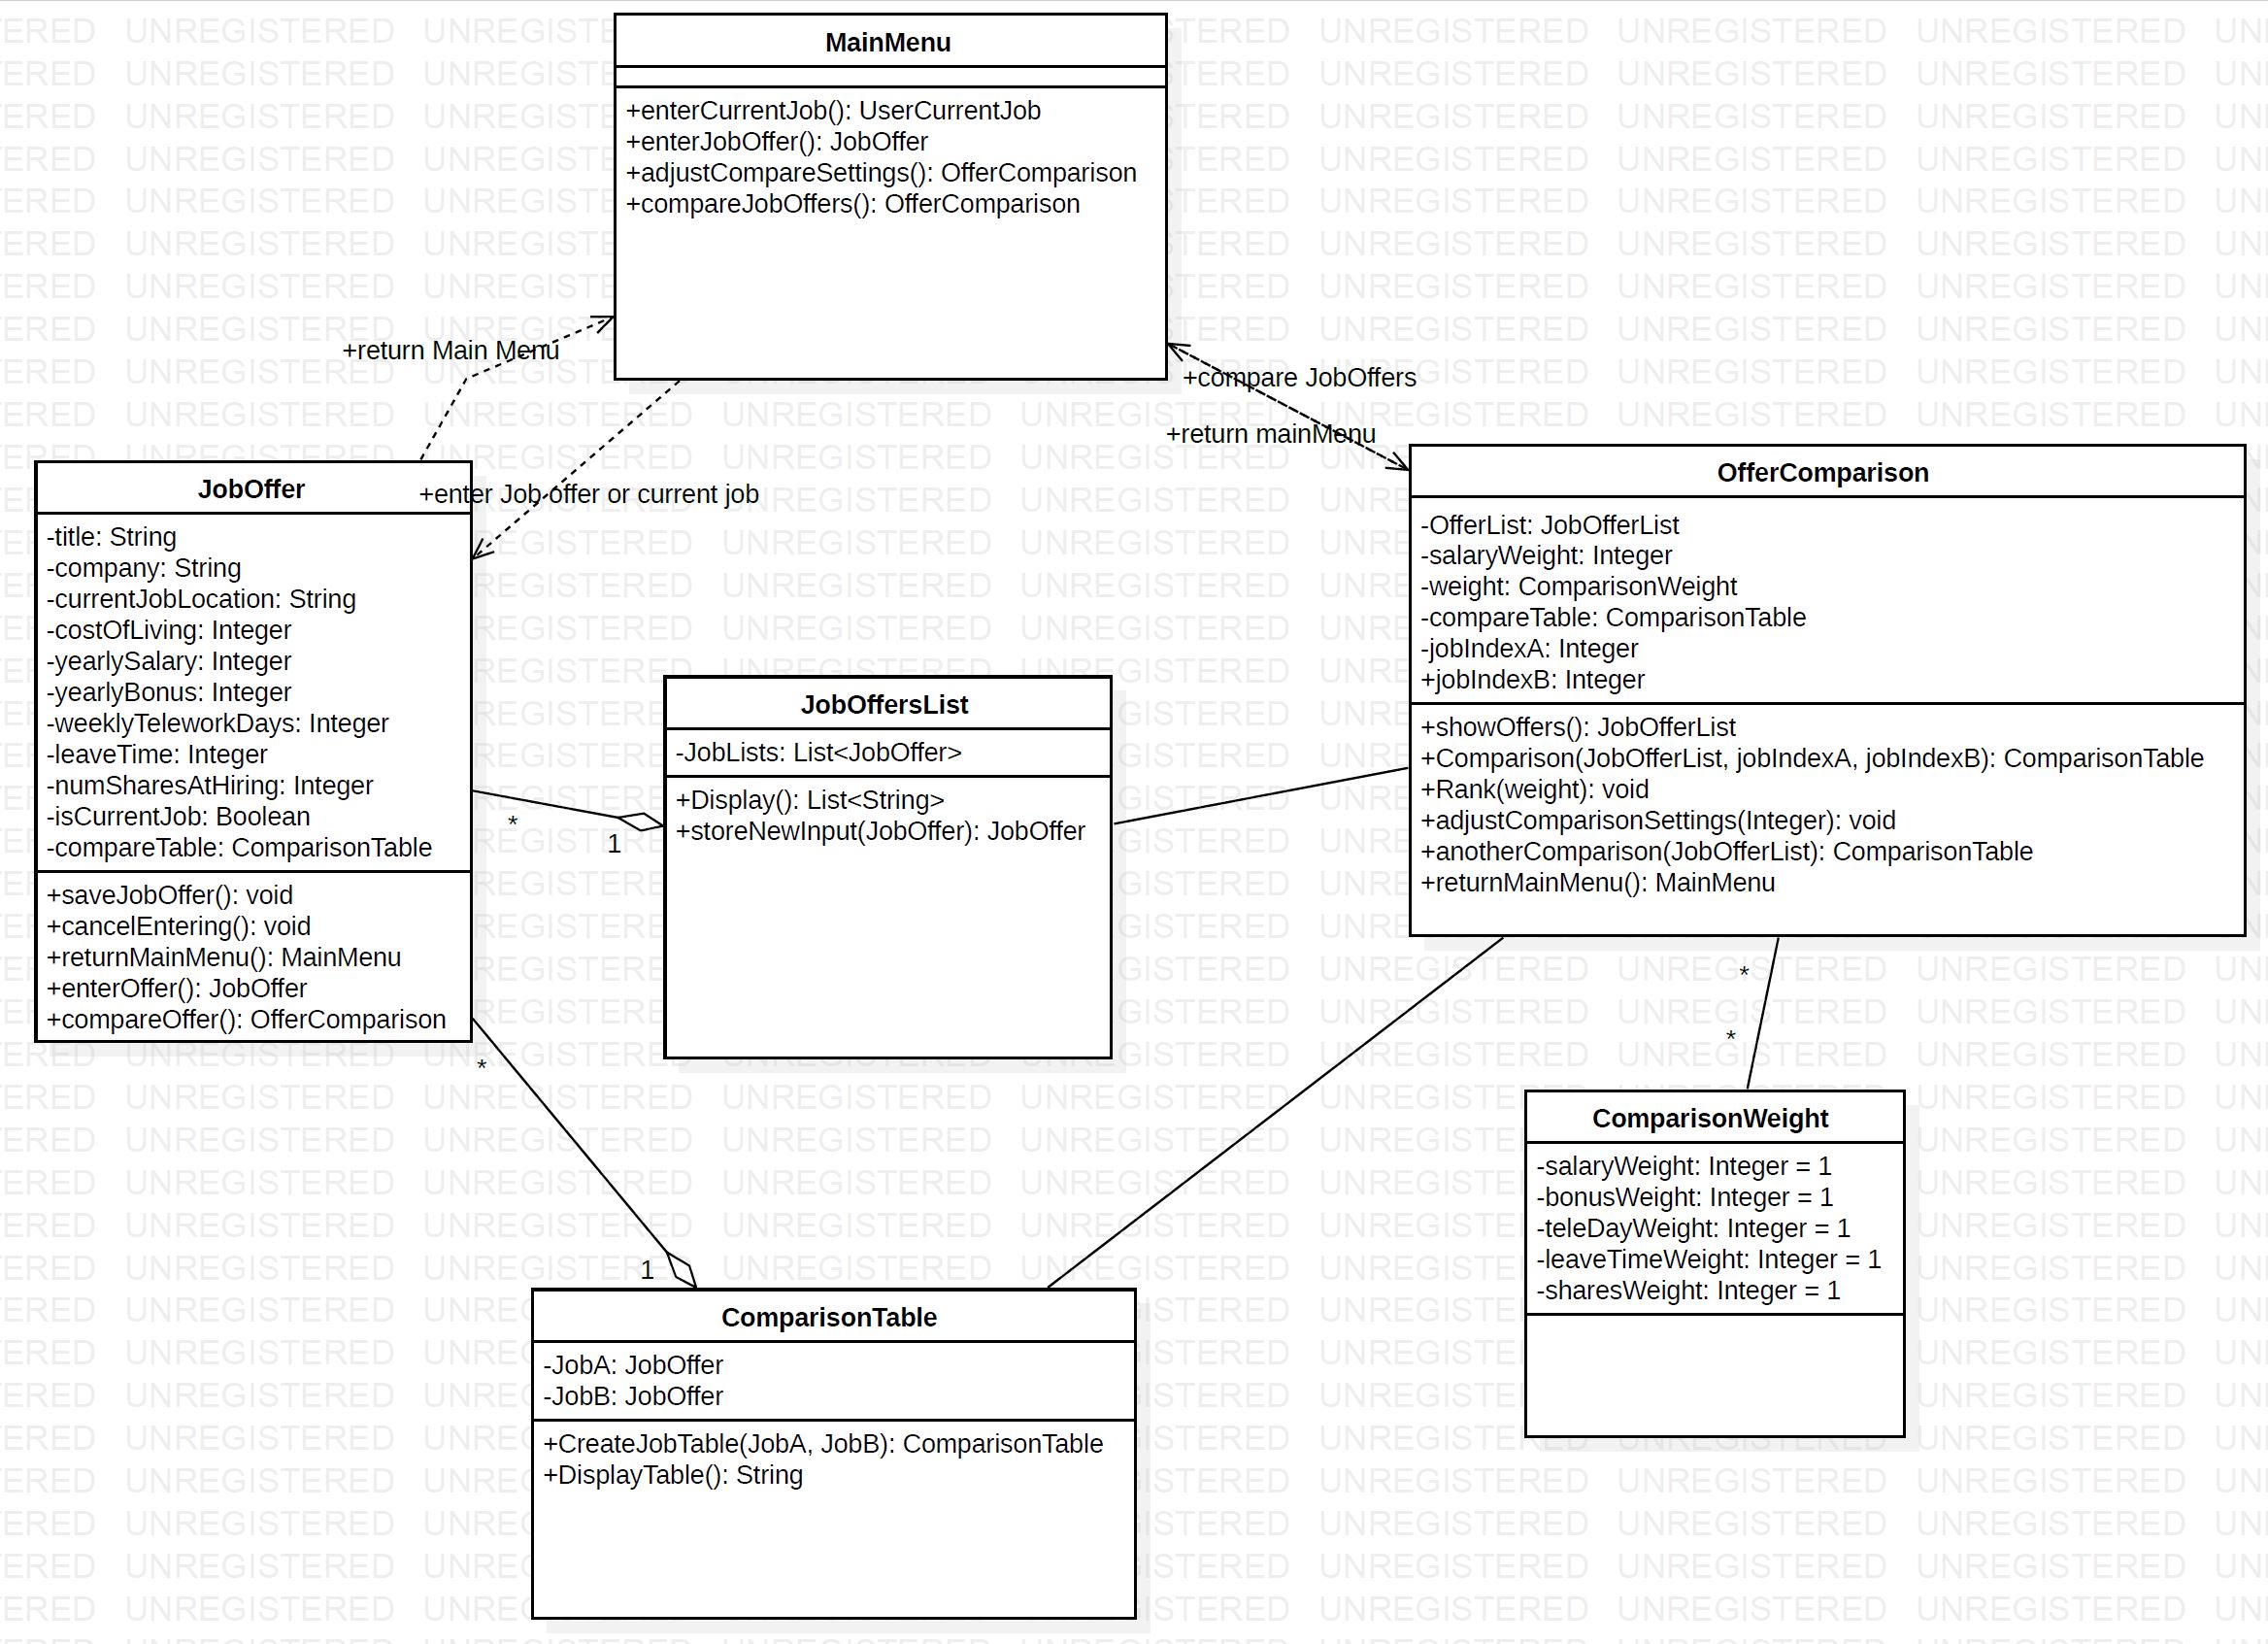 MainMenu
+enterCurrentJob(): UserCurrentJob
+enterJobOffer(): JobOffer
+adjustCompareSettings(): OfferComparison
+compareJobOffers(): OfferComparison
+return Main Menu
+compare JobOffers
+return mainMenu
+enter Job offer or current job
JobOffer
-title: String
-company: String
-currentJobLocation: String
-costOfLiving: Integer
-yearlySalary: Integer
-yearlyBonus: Integer
-weeklyTeleworkDays: Integer
-leaveTime: Integer
-numSharesAtHiring: Integer
-isCurrentJob: Boolean
-compareTable: ComparisonTable
+saveJobOffer(): void
+cancelEntering(): void
+returnMainMenu(): MainMenu
+enterOffer(): JobOffer
+compareOffer(): OfferComparison
*
1
JobOffersList
-JobLists: List<JobOffer>
+Display(): List<String>
+storeNewInput(JobOffer): JobOffer
OfferComparison
-OfferList: JobOfferList
-salaryWeight: Integer
-weight: ComparisonWeight
-compareTable: ComparisonTable
-jobIndexA: Integer
+jobIndexB: Integer
+showOffers(): JobOfferList
+Comparison(JobOfferList, jobIndexA, jobIndexB): ComparisonTable
+Rank(weight): void
+adjustComparisonSettings(Integer): void
+anotherComparison(JobOfferList): ComparisonTable
+returnMainMenu(): MainMenu
*
*
*
1
ComparisonWeight
-salaryWeight: Integer = 1
-bonusWeight: Integer = 1
-teleDayWeight: Integer = 1
-leaveTimeWeight: Integer = 1
-sharesWeight: Integer = 1
ComparisonTable
-JobA: JobOffer
-JobB: JobOffer
+CreateJobTable(JobA, JobB): ComparisonTable
+DisplayTable(): String
UNREGISTERED